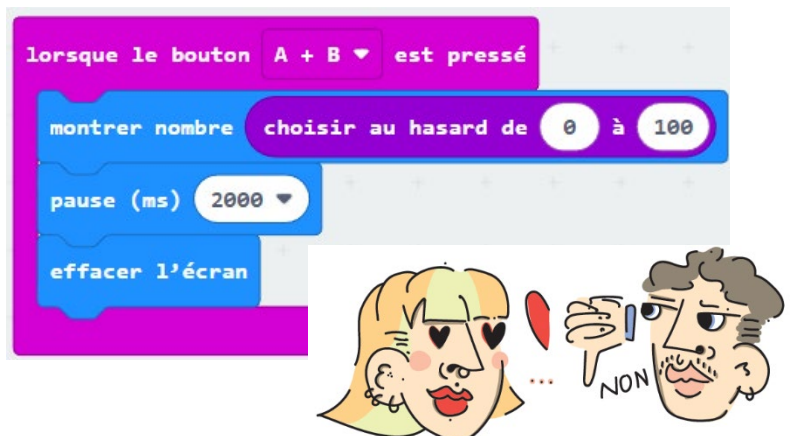 lorsque le bouton A + B est pressé
montrer nombre choisir au hasard de 0 à 100
pause (ms) 2000
effacer l'écran
...
NON